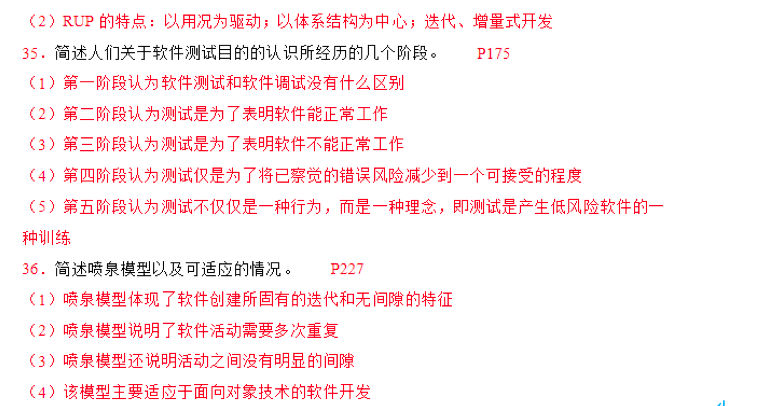 （2）RUP 的特点：以用况为驱动；以体系结构为中心；迭代、增量式开发
35．简述人们关于软件测试目的的认识所经历的几个阶段。 P175
（1）第一阶段认为软件测试和软件调试没有什么区别
（2）第二阶段认为测试是为了表明软件能正常工作
（3）第三阶段认为测试是为了表明软件不能正常工作
（4）第四阶段认为测试仅是为了将已察觉的错误风险减少到一个可接受的程度
（5）第五阶段认为测试不仅仅是一种行为，而是一种理念，即测试是产生低风险软件的一
种训练
36．简述喷泉模型以及可适应的情况。 P227
（1）喷泉模型体现了软件创建所固有的迭代和无间隙的特征
（2）喷泉模型说明了软件活动需要多次重复
（3）喷泉模型还说明活动之间没有明显的间隙
（4）该模型主要适应于面向对象技术的软件开发